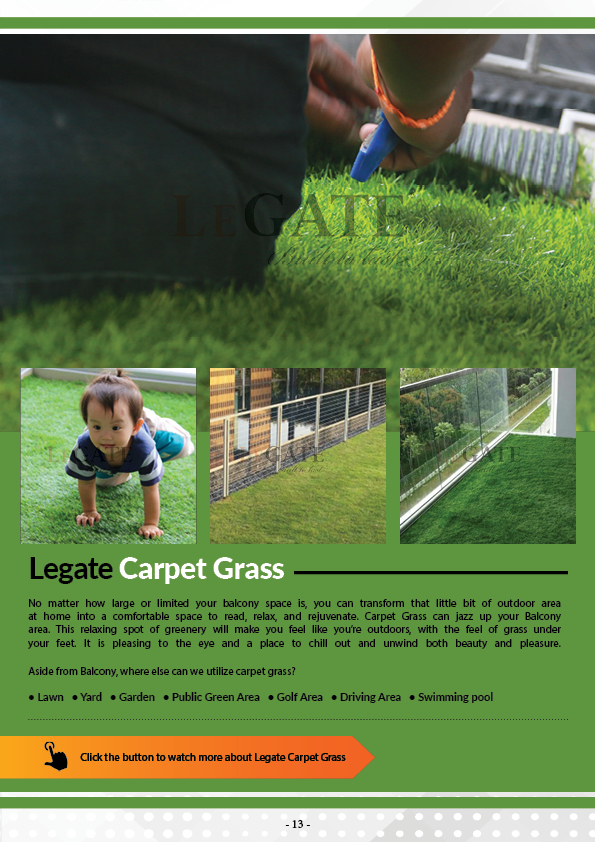 LEGATE
LEGATE
Legate Carpet Grass
No matter how large or limited your balcony space is, you can transform that little bit of outdoor area
at home into a comfortable space to read, relax, and rejuvenate. Carpet Grass can jazz up your Balcony
area. This relaxing spot of greenery will make you feel like you're outdoors, with the feel of grass under
your feet. It is pleasing to the eye and a place to chill out and unwind both beauty and pleasure.
Aside from Balcony, where else can we utilize carpet grass?
• Lawn • Yard • Garden • Public Green Area • Golf Area • Driving Area • Swimming pool
Click the button to watch more about Legate Carpet Grass
- 13 -